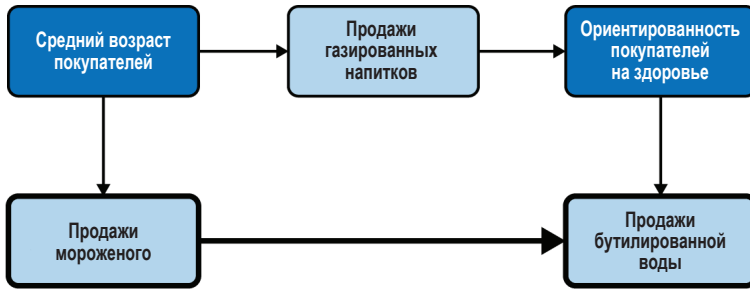 Средний возраст
покупателей
Продажи
газированных
напитков
Ориентированность
покупателей
на здоровье
Продажи
мороженого
Продажи
бутилированной
воды